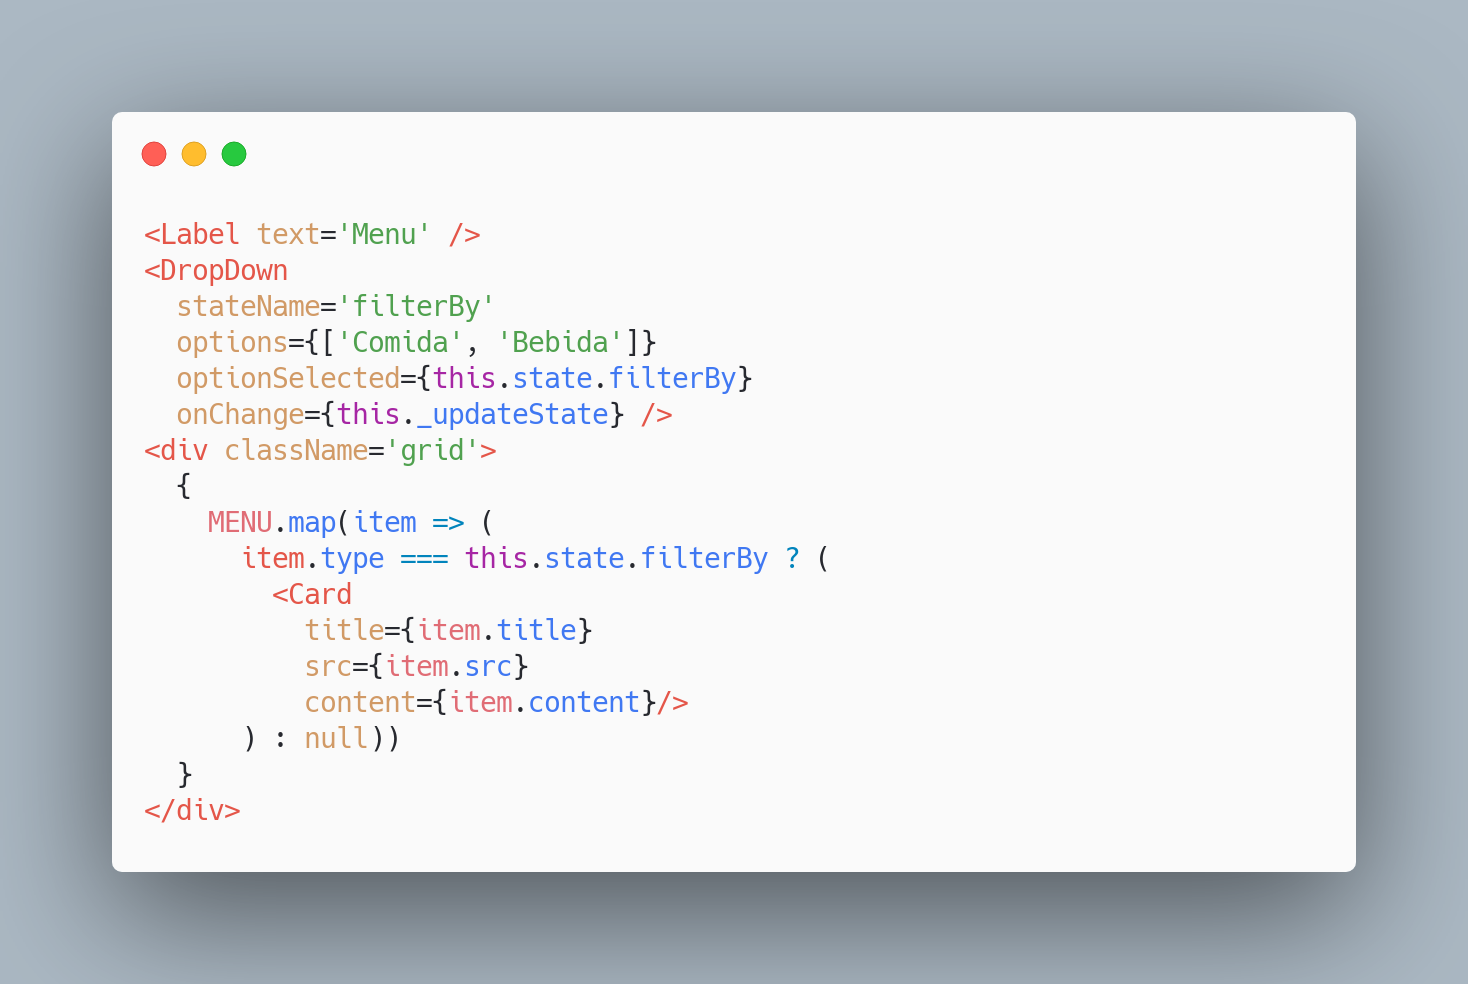 <Label text='Menu' />
<DropDown
  stateName='filterBy'
  options={['Comida', 'Bebida']}
  optionSelected={this.state.filterBy}
  onChange={this._updateState} />
<div className='grid'>
  {
    MENU.map(item => (
      item.type === this.state.filterBy ? (
        <Card
          title={item.title}
          src={item.src}
          content={item.content}/>
      ) : null))
  }
</div>